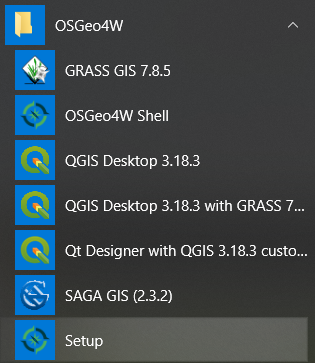 OSGeo4W
GRASS GIS 7.8.5
OSGeo4W Shell
QGIS Desktop 3.18.3
QGIS Desktop 3.18.3 with GRASS 7...
Qt Designer with QGIS 3.18.3 custo...
SAGA GIS (2.3.2)
Setup